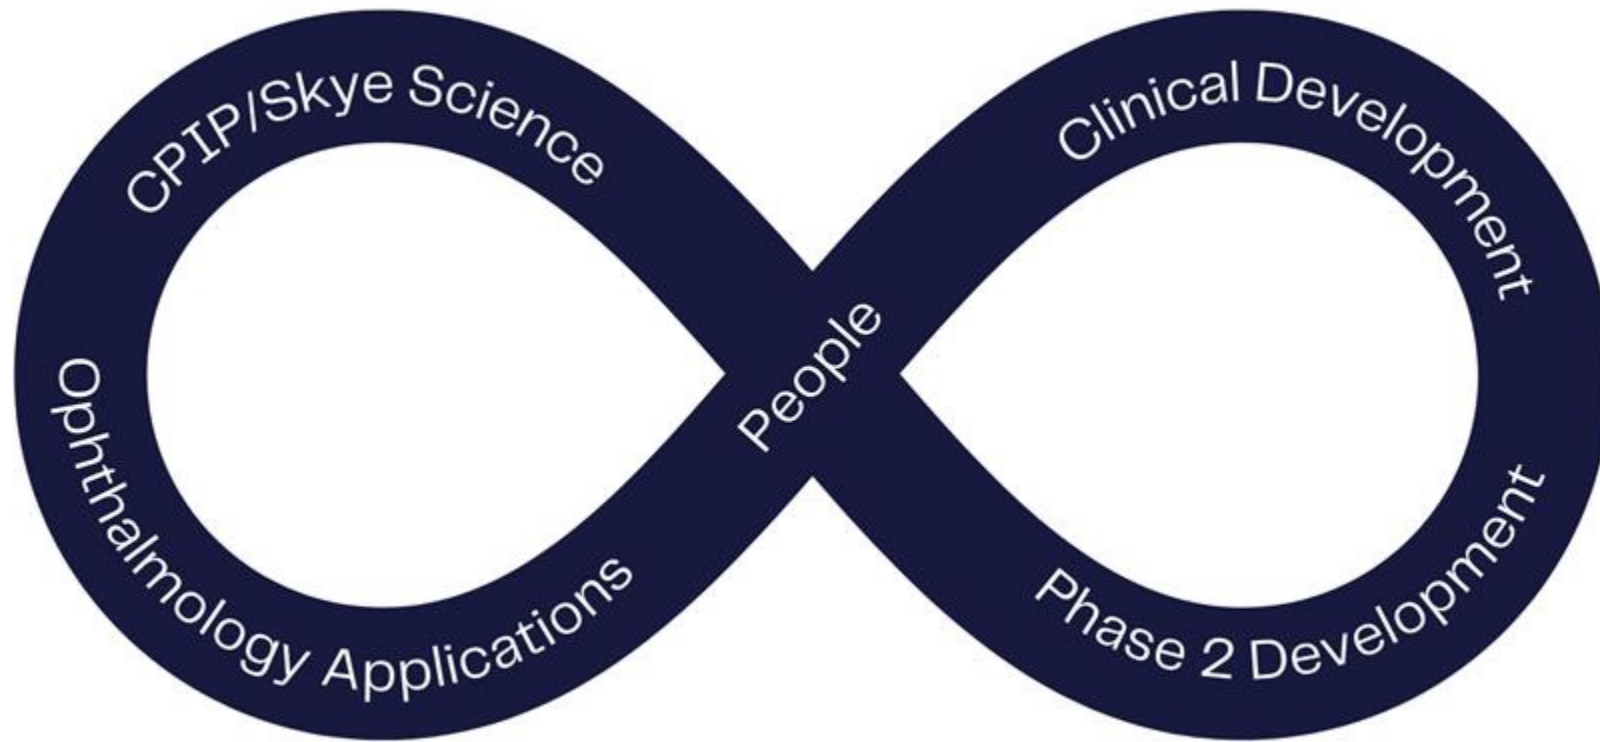 CPIP/Skye Science
Clinical Development
People
Ophthalmology Applications
Phase 2 Development